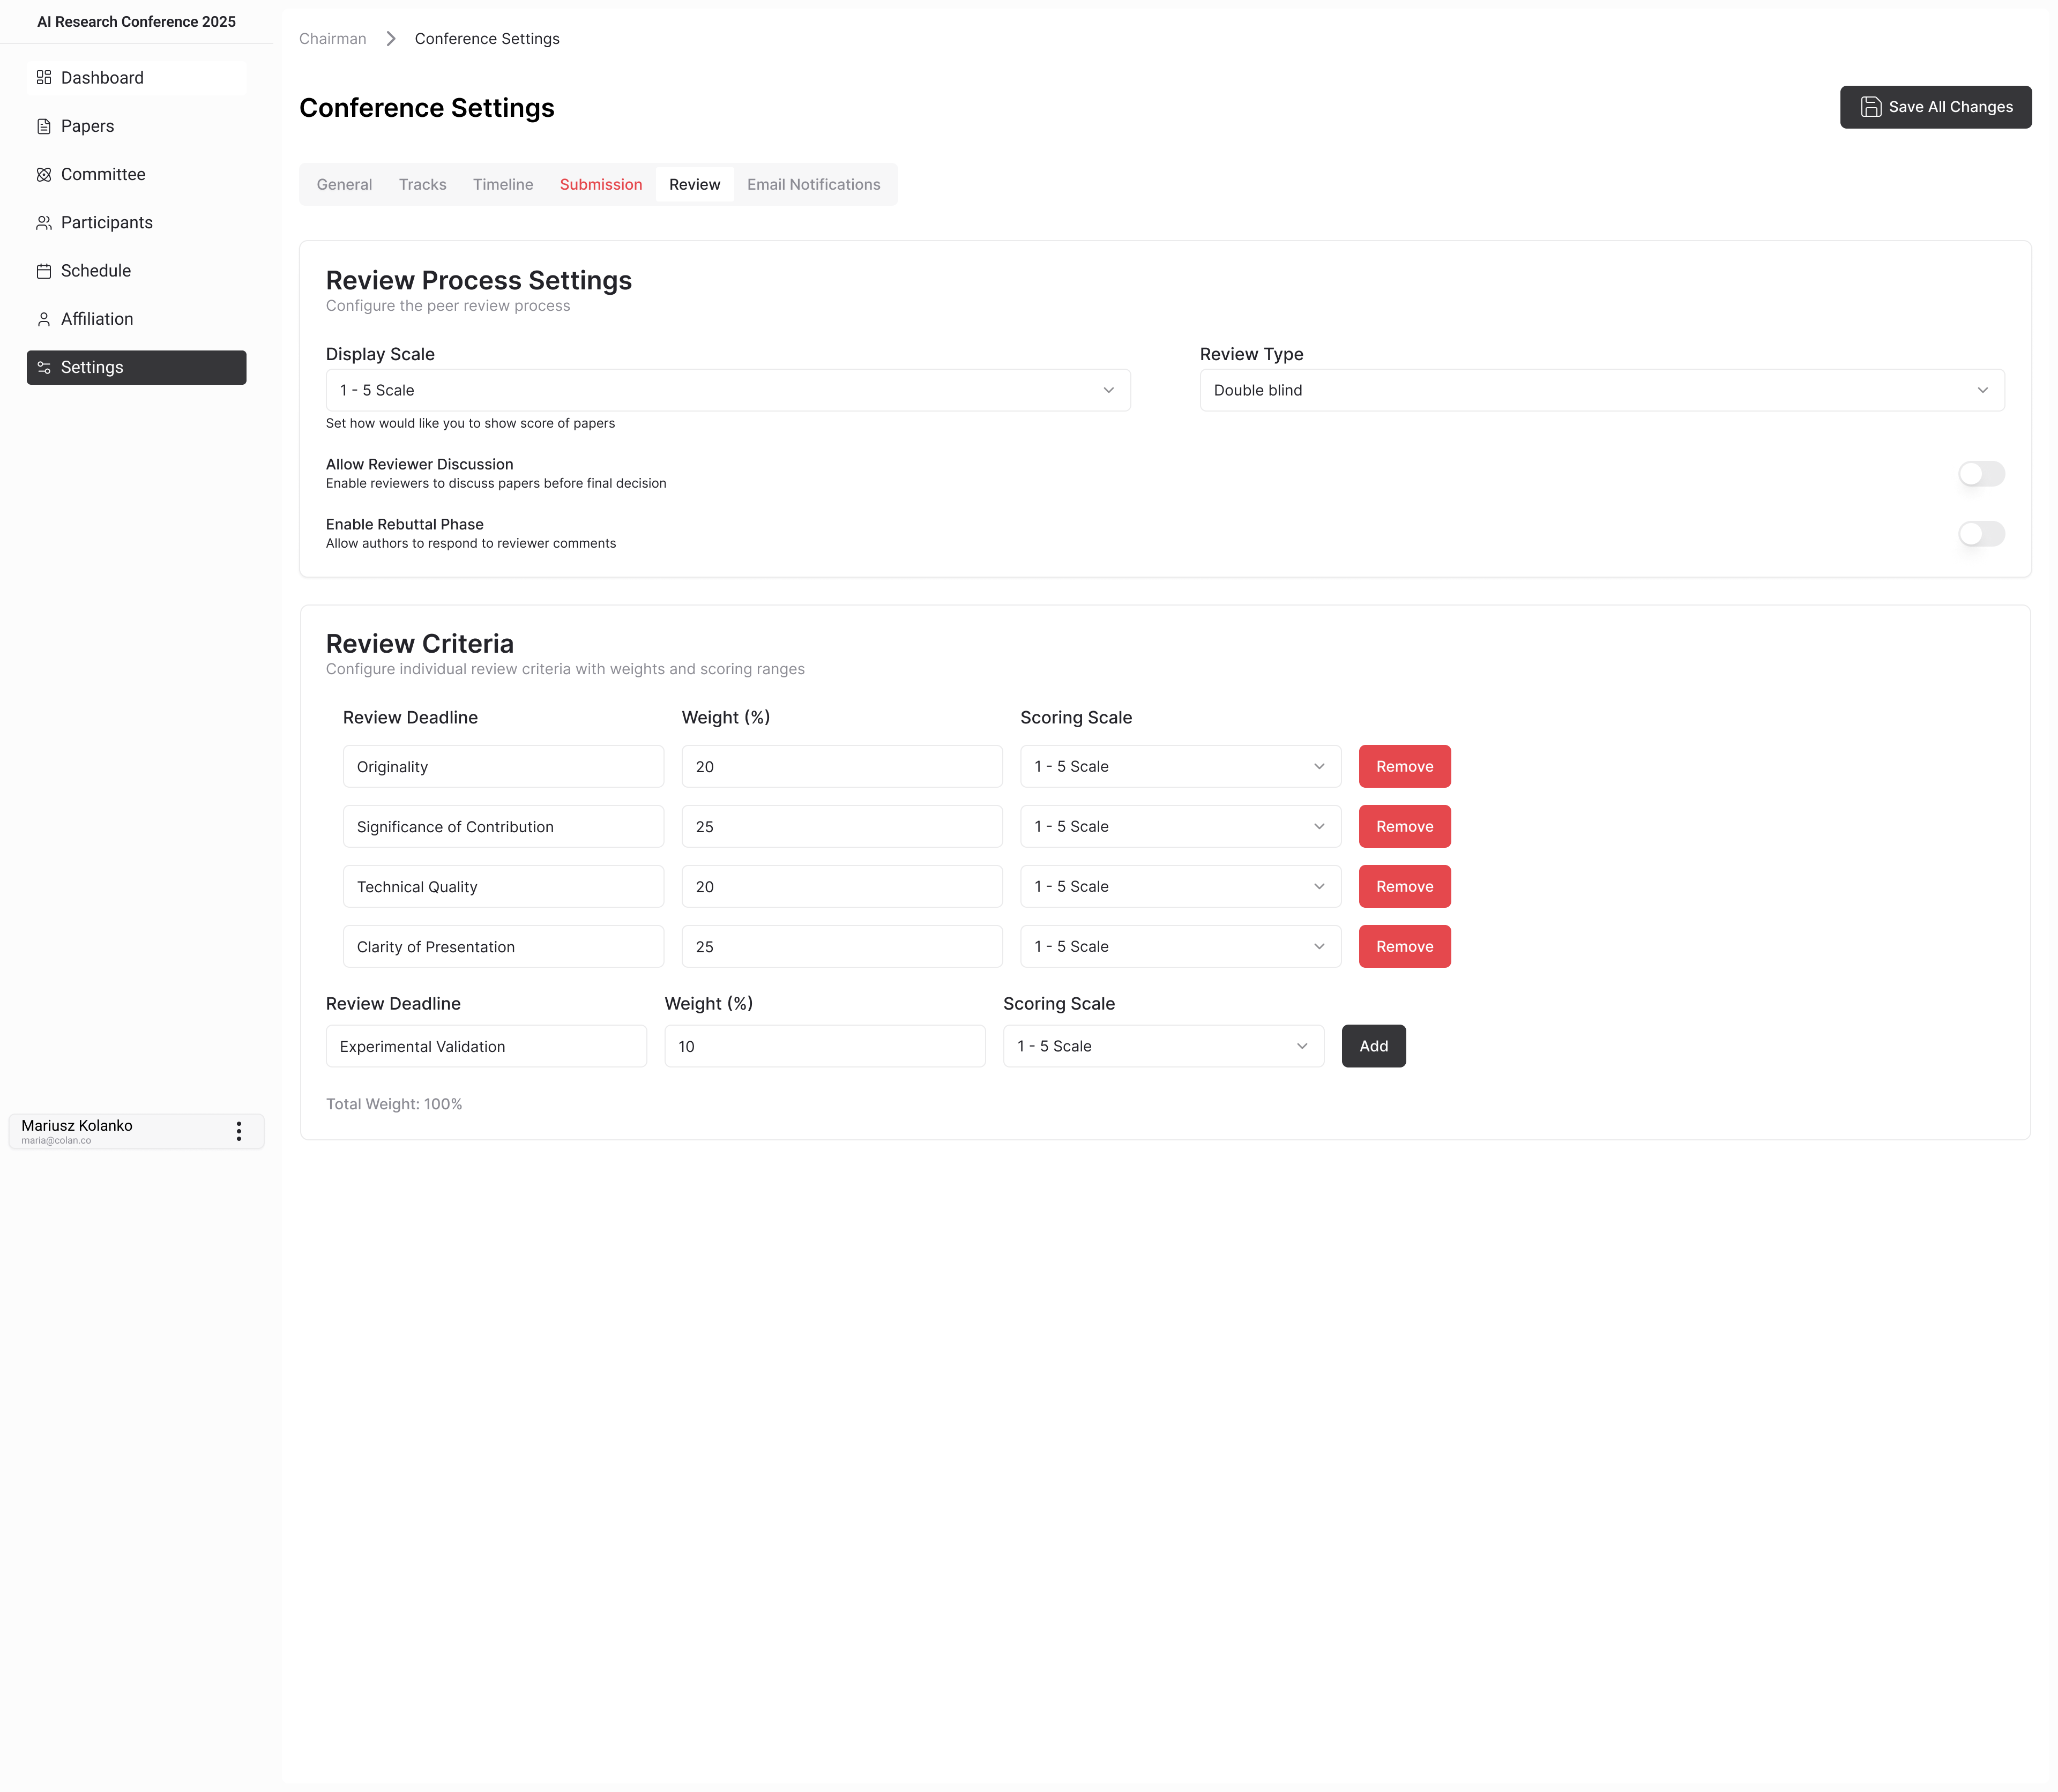 AI Research Conference 2025
Dashboard
Papers
Committee
Participants
Schedule
Affiliation
Settings
Mariusz Kolanko
maria@colan.co
Chairman
Conference Settings
Conference Settings
Save All Changes
General
Tracks
Timeline
Submission
Review
Email Notifications
Review Process Settings
Configure the peer review process
Display Scale
1 - 5 Scale
Set how would like you to show score of papers
Review Type
Double blind
Allow Reviewer Discussion
Enable reviewers to discuss papers before final decision
Enable Rebuttal Phase
Allow authors to respond to reviewer comments
Review Criteria
Configure individual review criteria with weights and scoring ranges
Review Deadline Weight (%) Scoring Scale
Originality 20 1 - 5 Scale Remove
Significance of Contribution 25 1 - 5 Scale Remove
Technical Quality 20 1 - 5 Scale Remove
Clarity of Presentation 25 1 - 5 Scale Remove
Review Deadline Weight (%) Scoring Scale
Experimental Validation 10 1 - 5 Scale Add
Total Weight: 100%